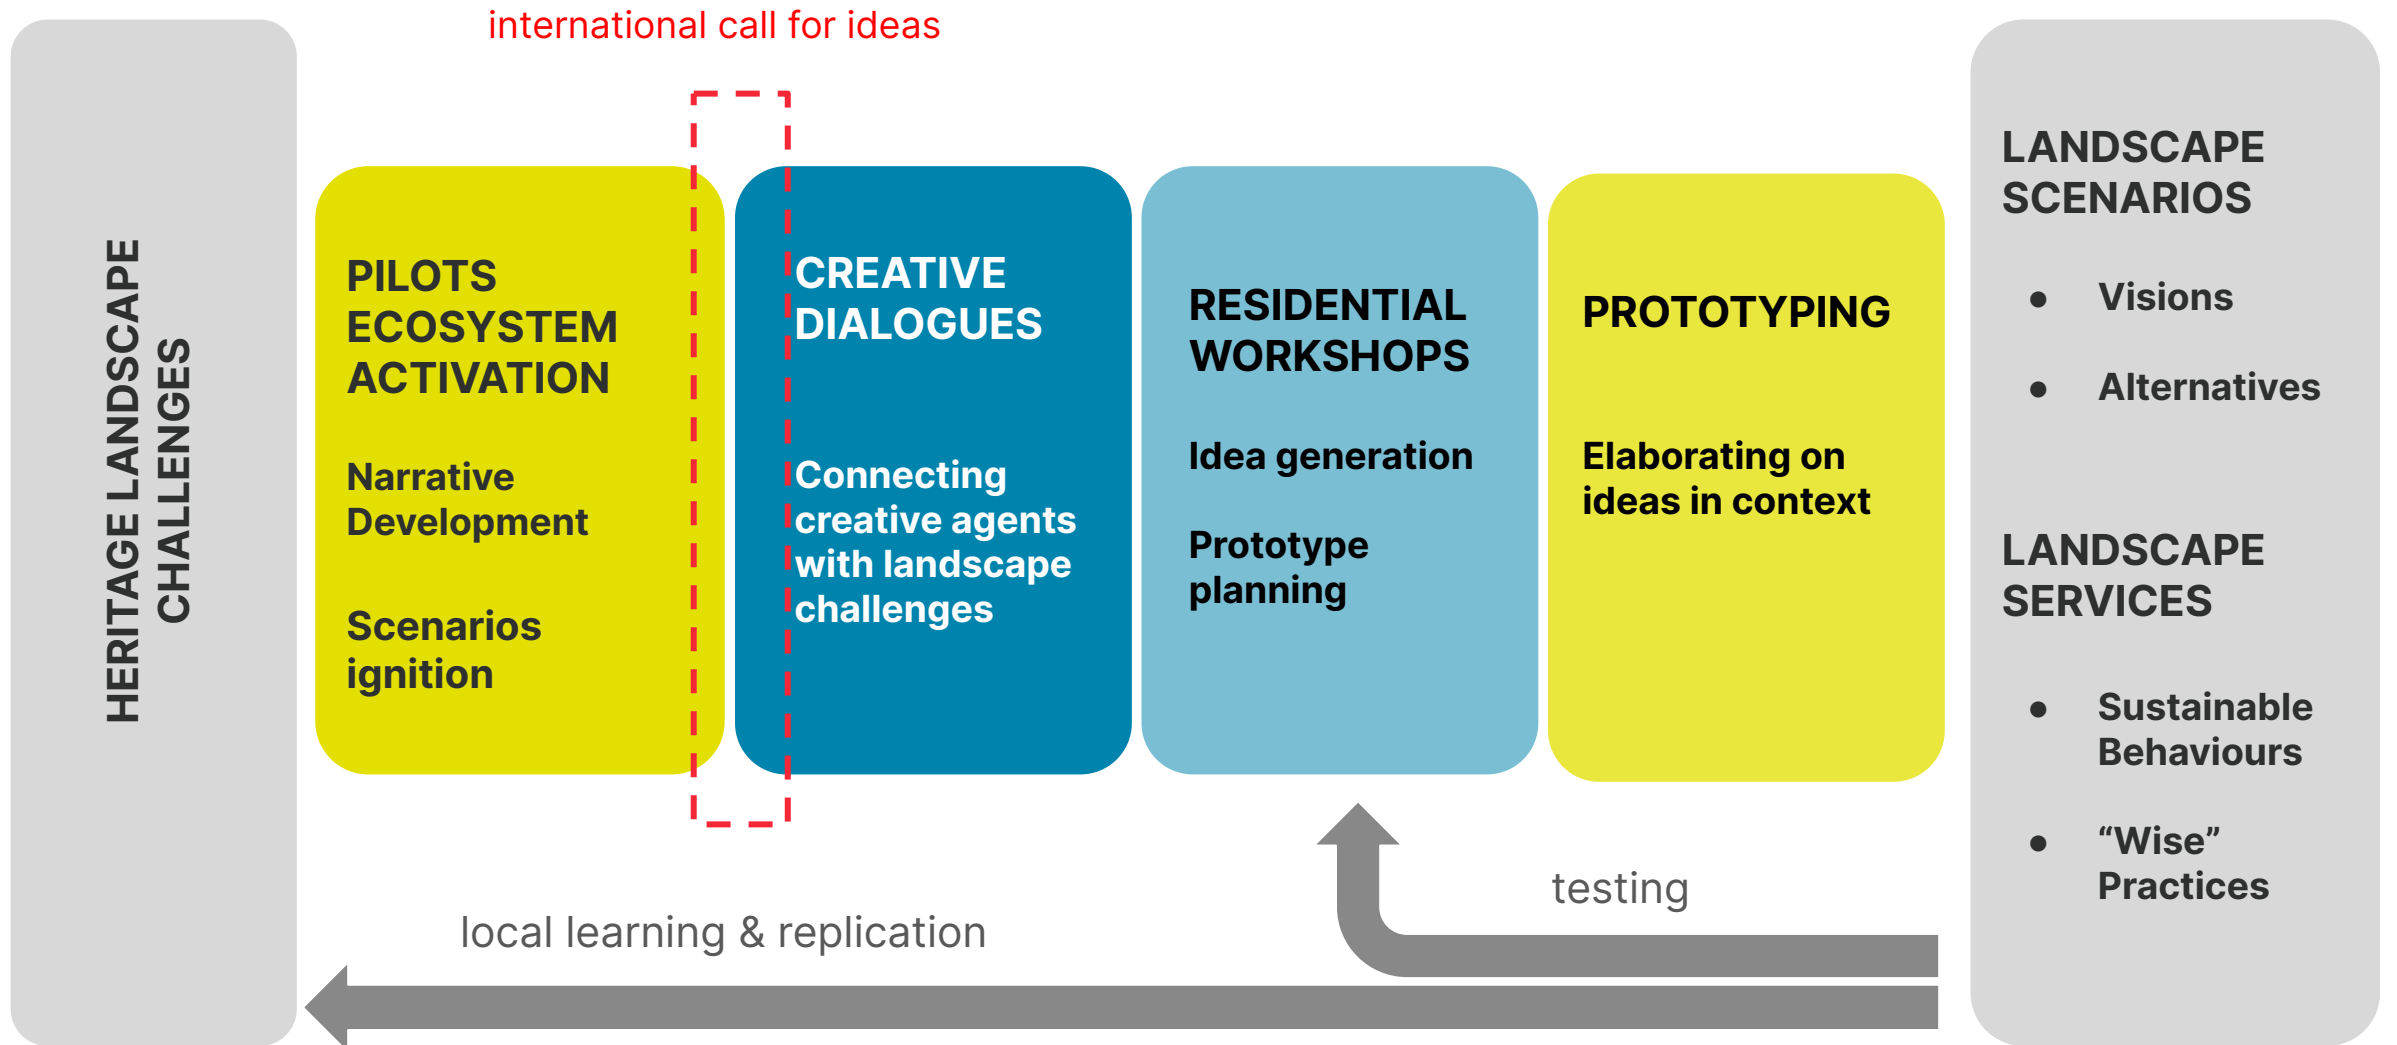 international call for ideas
HERITAGE LANDSCAPE
CHALLENGES
PILOTS
ECOSYSTEM
ACTIVATION
Narrative
Development
Scenarios
ignition
CREATIVE
DIALOGUES
Connecting
creative agents
with landscape
challenges
RESIDENTIAL
WORKSHOPS
Idea generation
Prototype
planning
PROTOTYPING
Elaborating on
ideas in context
LANDSCAPE
SCENARIOS
● Visions
● Alternatives
LANDSCAPE
SERVICES
● Sustainable
Behaviours
● “Wise”
Practices
testing
local learning & replication